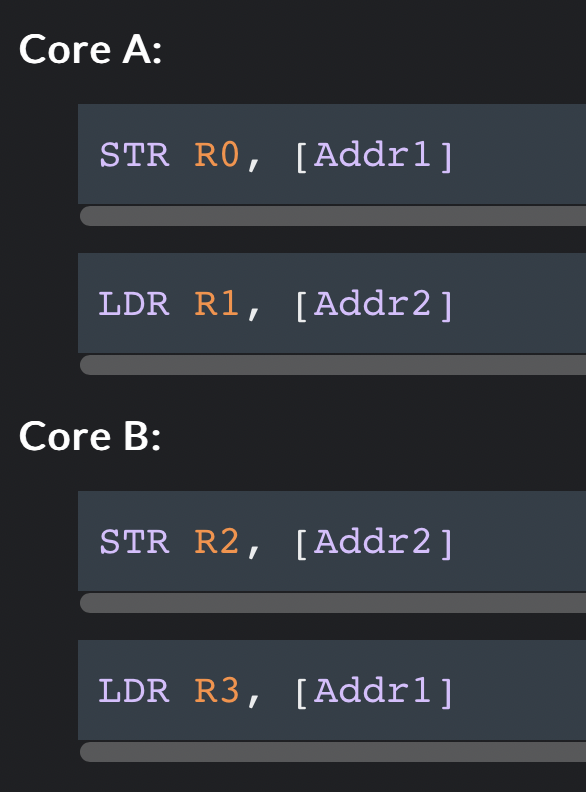 Core A:
STR R0, [Addr1]
LDR R1, [Addr2]
Core B:
STR R2, [Addr2]
LDR R3, [Addr1]